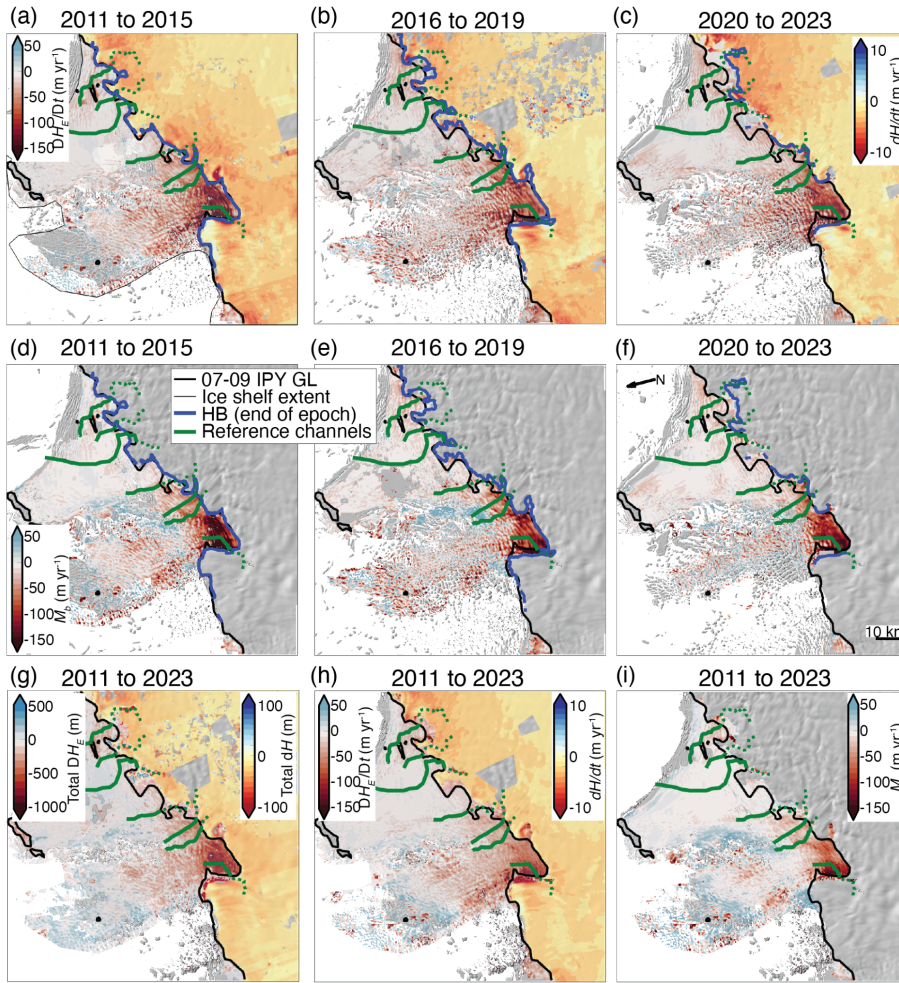 (a) 2011 to 2015
(b) 2016 to 2019
(c) 2020 to 2023
50
0
-50
-100
-150
DH_E/Dt (m yr⁻¹)
10
0
-10
dH/dt (m yr⁻¹)
(d) 2011 to 2015
(e) 2016 to 2019
(f) 2020 to 2023
07-09 IPY GL
Ice shelf extent
HB (end of epoch)
Reference channels
N
50
0
-50
-100
-150
M_b (m yr⁻¹)
10 km
(g) 2011 to 2023
(h) 2011 to 2023
(i) 2011 to 2023
500
0
-500
-1000
Total DH_E (m)
100
0
-100
Total dH (m)
50
0
-50
-100
-150
DH_E/Dt (m yr⁻¹)
10
0
-10
dH/dt (m yr⁻¹)
50
0
-50
-100
-150
(m yr⁻¹)